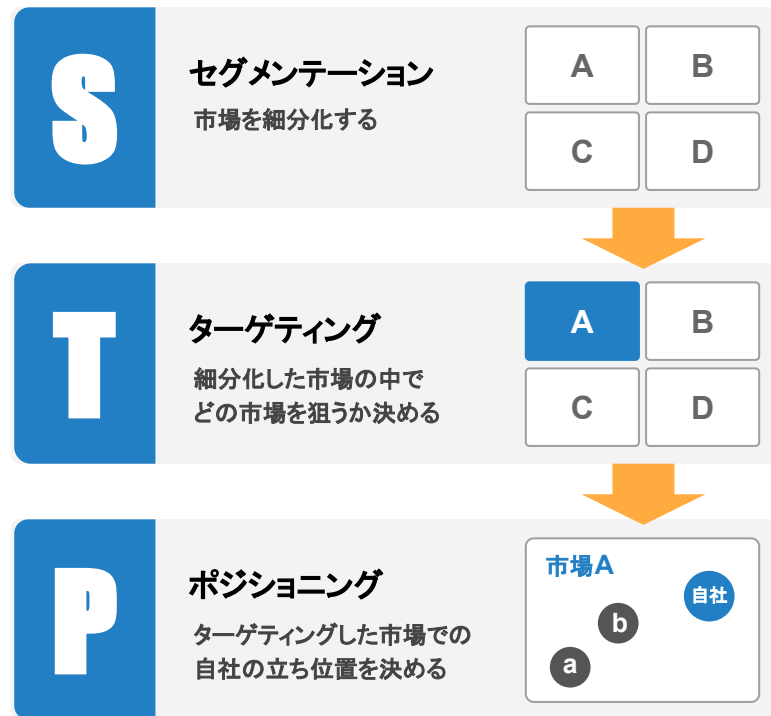 S
セグメンテーション
市場を細分化する
A
B
C
D
T
ターゲティング
細分化した市場の中で
どの市場を狙うか決める
A
B
C
D
P
ポジショニング
ターゲティングした市場での
自社の立ち位置を決める
市場A
自社
b
a